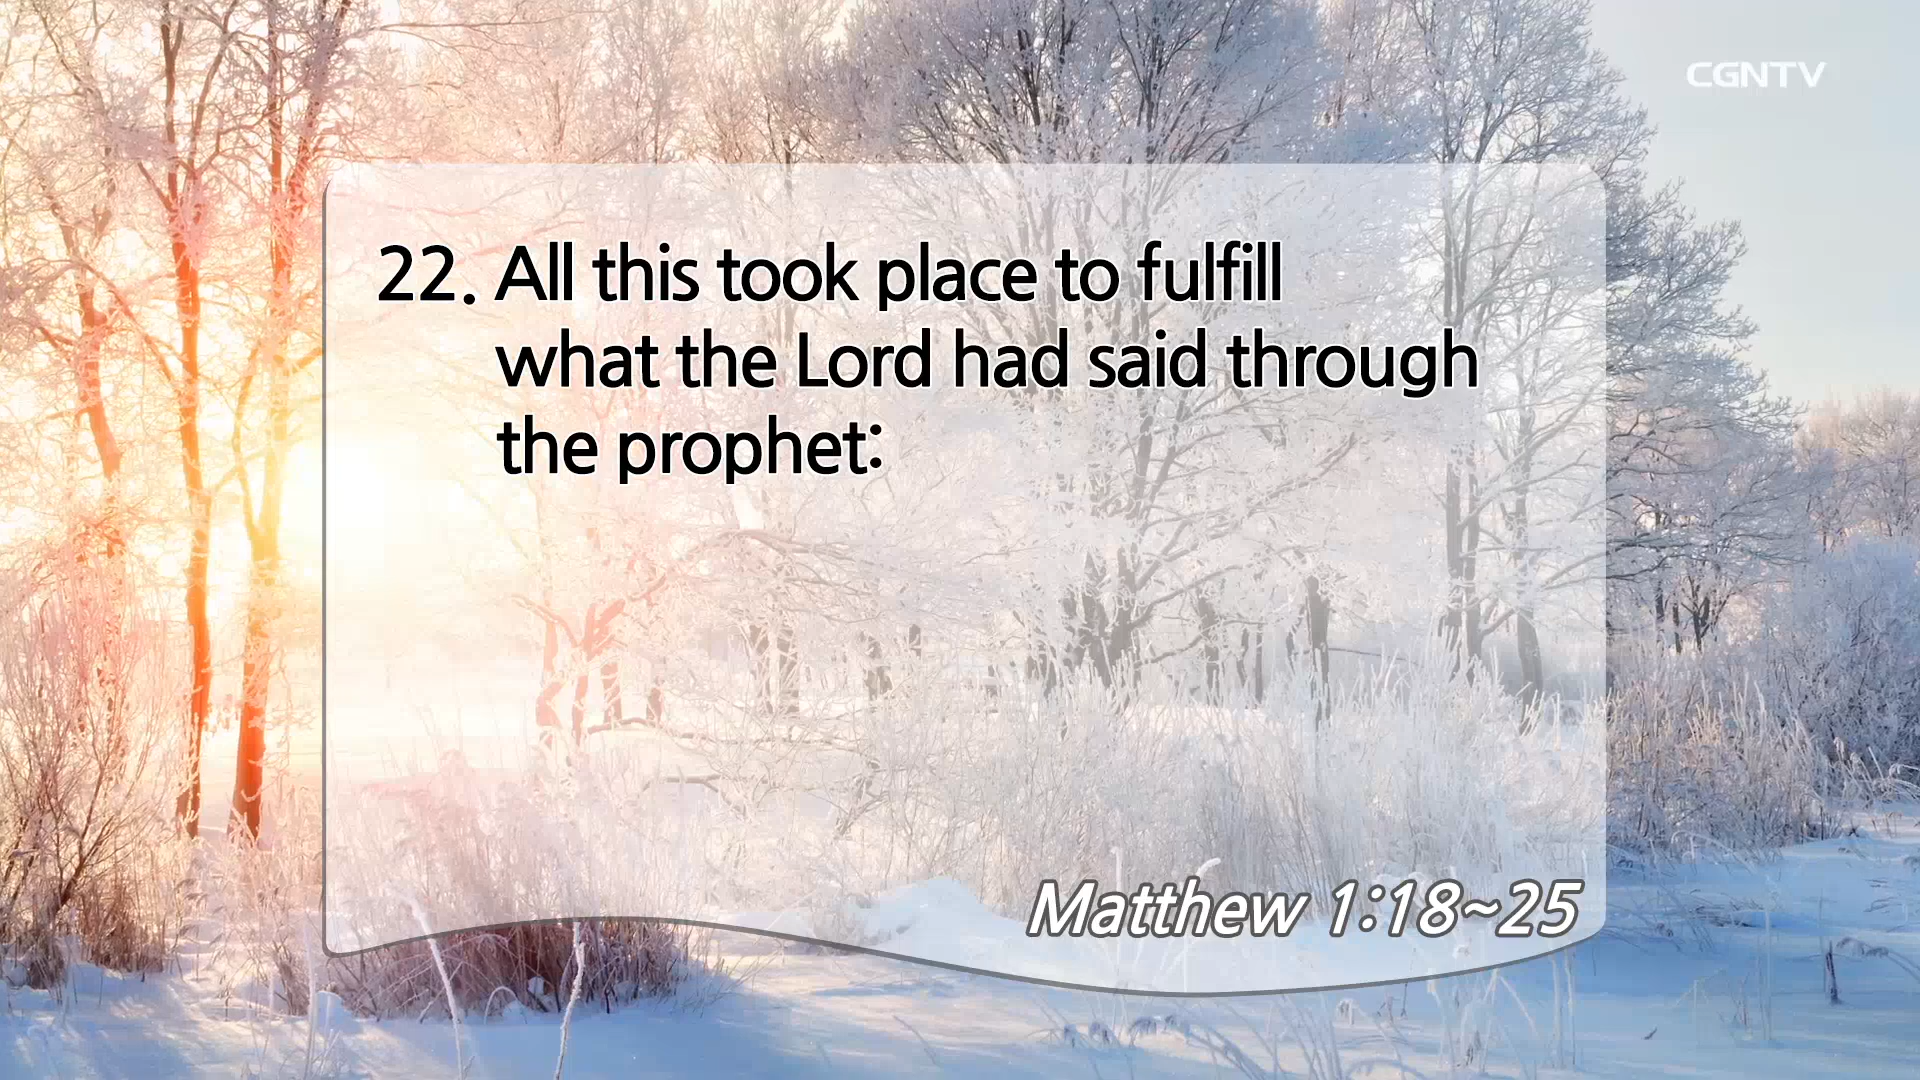 CGNTV
22. All this took place to fulfill
what the Lord had said through
the prophet:
Matthew 1:18~25